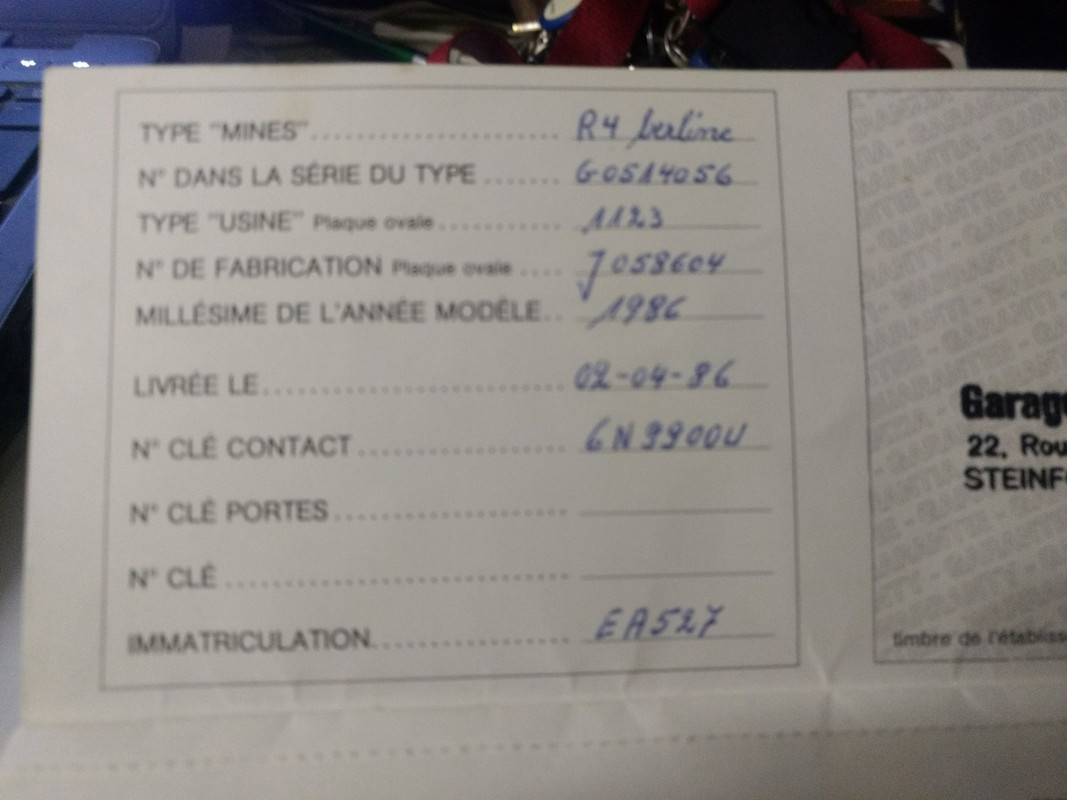 TYPE "MINES"........................... R4 berline
N° DANS LA SÉRIE DU TYPE ....... G0514056
TYPE "USINE" Plaque ovale............ 1123
N° DE FABRICATION Plaque ovale .... J058604
MILLÉSIME DE L'ANNÉE MODÈLE.. 1986
LIVRÉE LE................................ 02-04-86
N° CLÉ CONTACT...................... 6N9900U
N° CLÉ PORTES........................
N° CLÉ ...................................
IMMATRICULATION.................... EA527
Garage
22, Rou
STEINFO
timbre de l'établisse